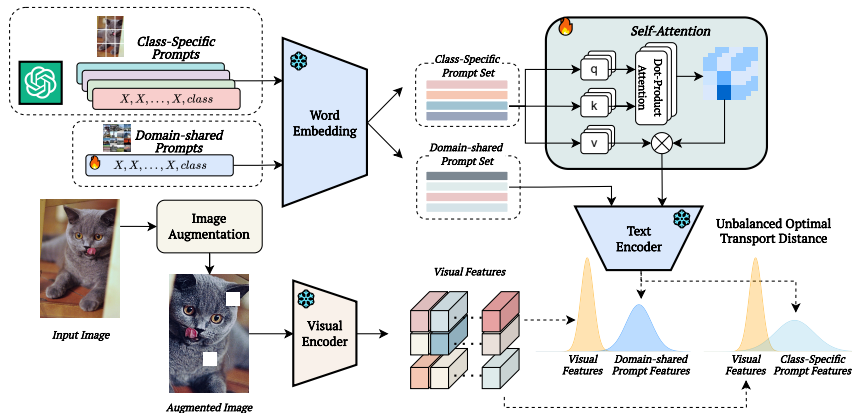 Class-Specific
Prompts
X, X, . . . , X, class
Domain-shared
Prompts
X, X, . . . , X, class
Word
Embedding
Class-Specific
Prompt Set
Domain-shared
Prompt Set
Self-Attention
q
k
v
Dot-Product
Attention
Text
Encoder
Unbalanced Optimal
Transport Distance
Image
Augmentation
Input Image
Augmented Image
Visual
Encoder
Visual Features
Visual
Features
Domain-shared
Prompt Features
Visual
Features
Class-Specific
Prompt Features